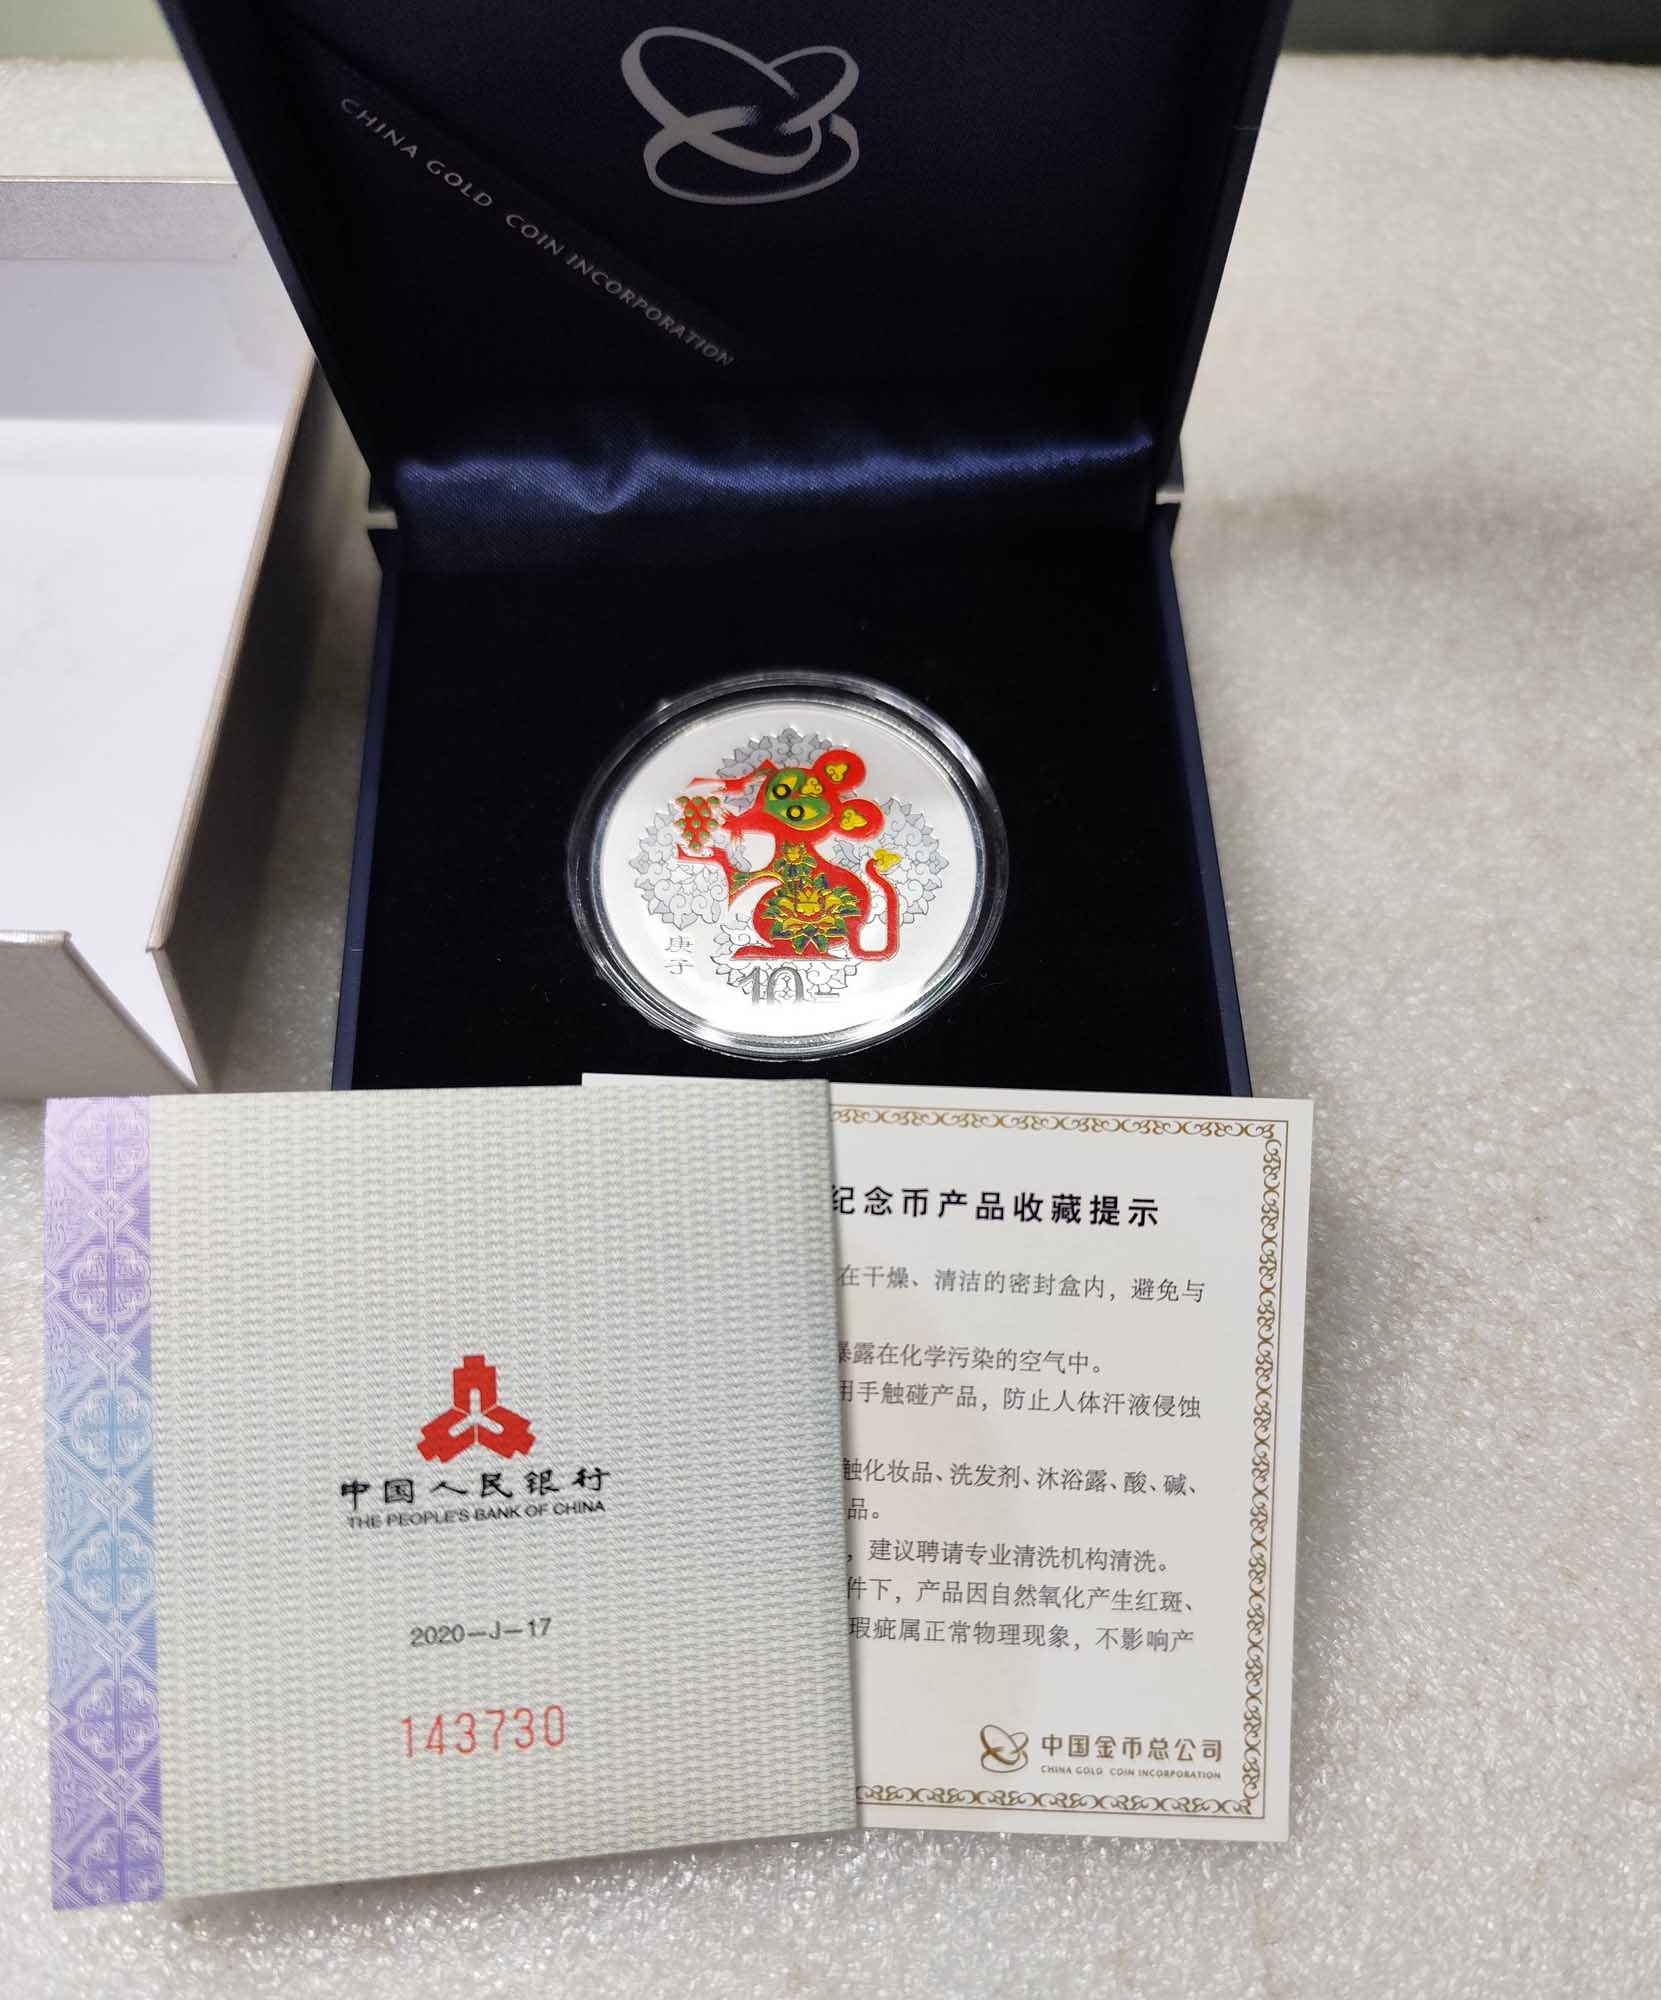 CHINA GOLD COIN INCORPORATION
庚子
10元
纪念币产品收藏提示
在干燥、清洁的密封盒内，避免与
暴露在化学污染的空气中。
用手触碰产品，防止人体汗液侵蚀
触化妆品、洗发剂、沐浴露、酸、碱、
品。
，建议聘请专业清洗机构清洗。
件下，产品因自然氧化产生红斑、
瑕疵属正常物理现象，不影响产
中国金币总公司
CHINA GOLD COIN INCORPORATION
中国人民银行
THE PEOPLE'S BANK OF CHINA
2020-J-17
143730